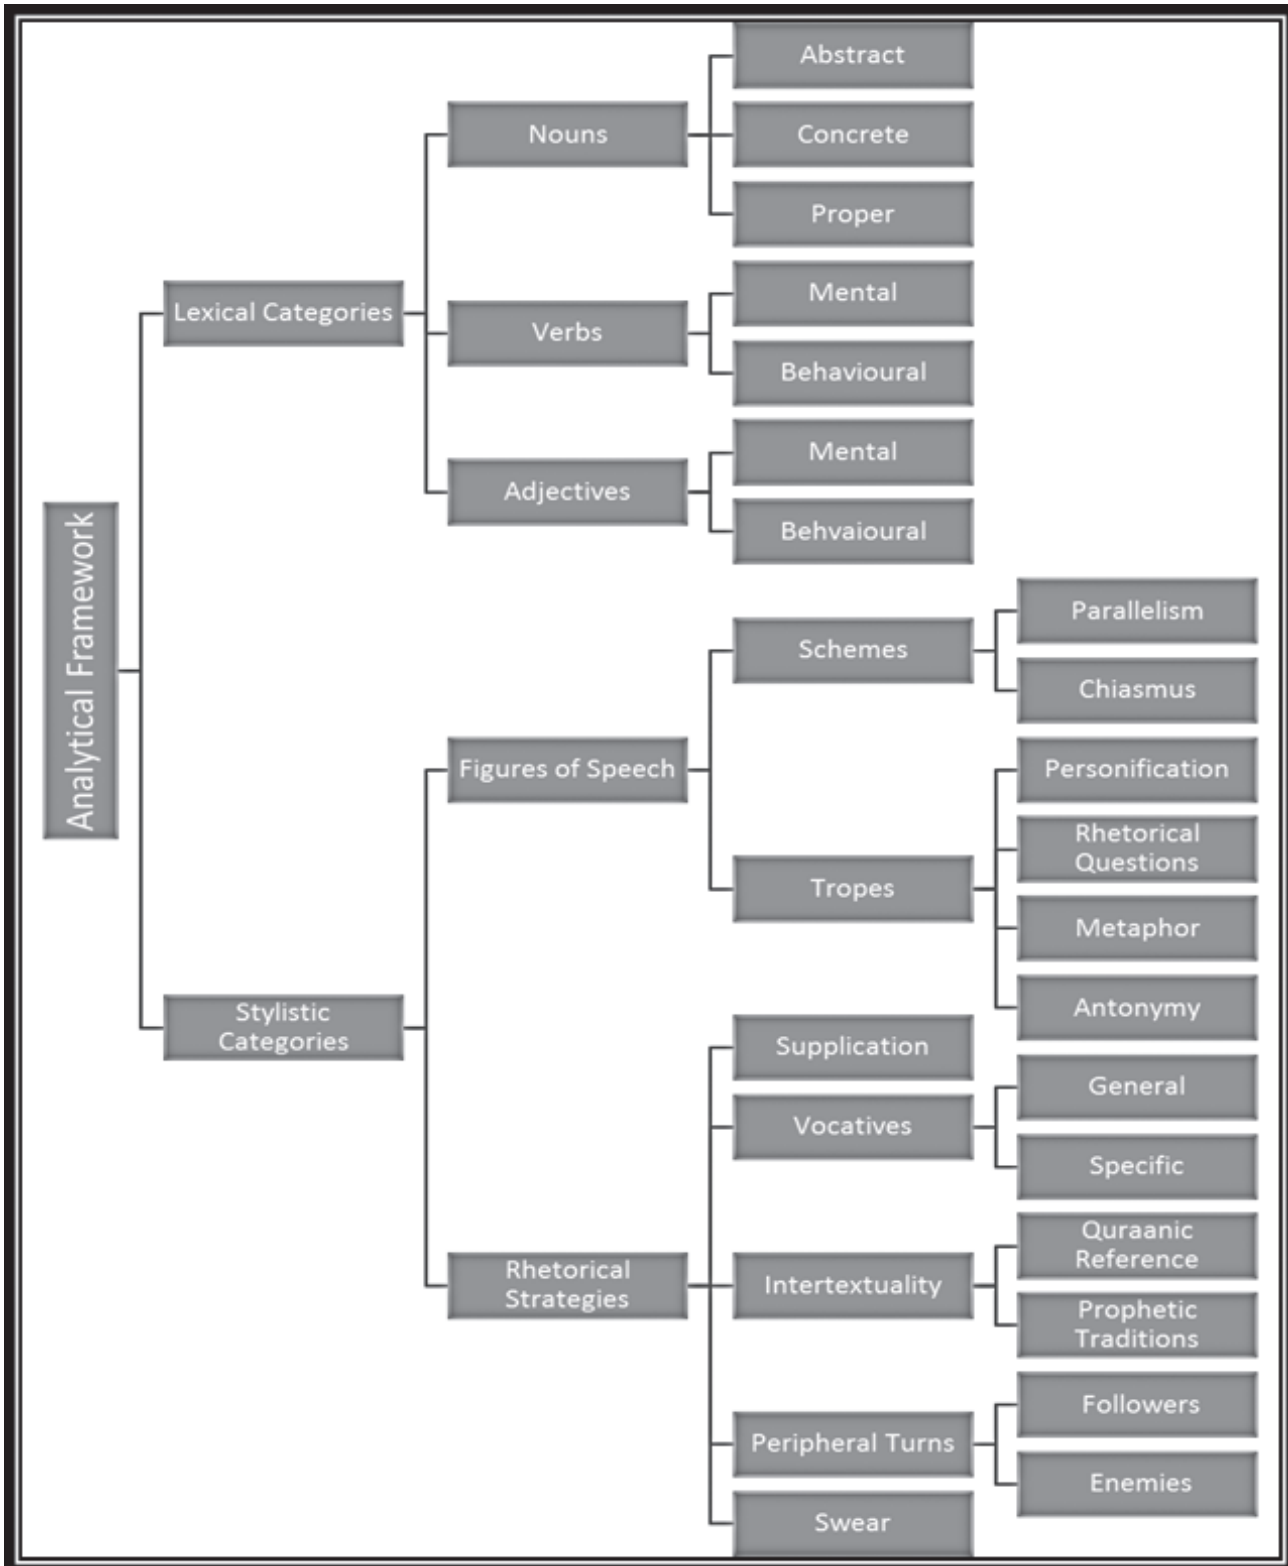 Analytical Framework
Lexical Categories
Nouns
Abstract
Concrete
Proper
Verbs
Mental
Behavioural
Adjectives
Mental
Behvaioural
Stylistic
Categories
Figures of Speech
Schemes
Parallelism
Chiasmus
Tropes
Personification
Rhetorical
Questions
Metaphor
Antonymy
Rhetorical
Strategies
Supplication
Vocatives
General
Specific
Intertextuality
Quraanic
Reference
Prophetic
Traditions
Peripheral Turns
Followers
Enemies
Swear